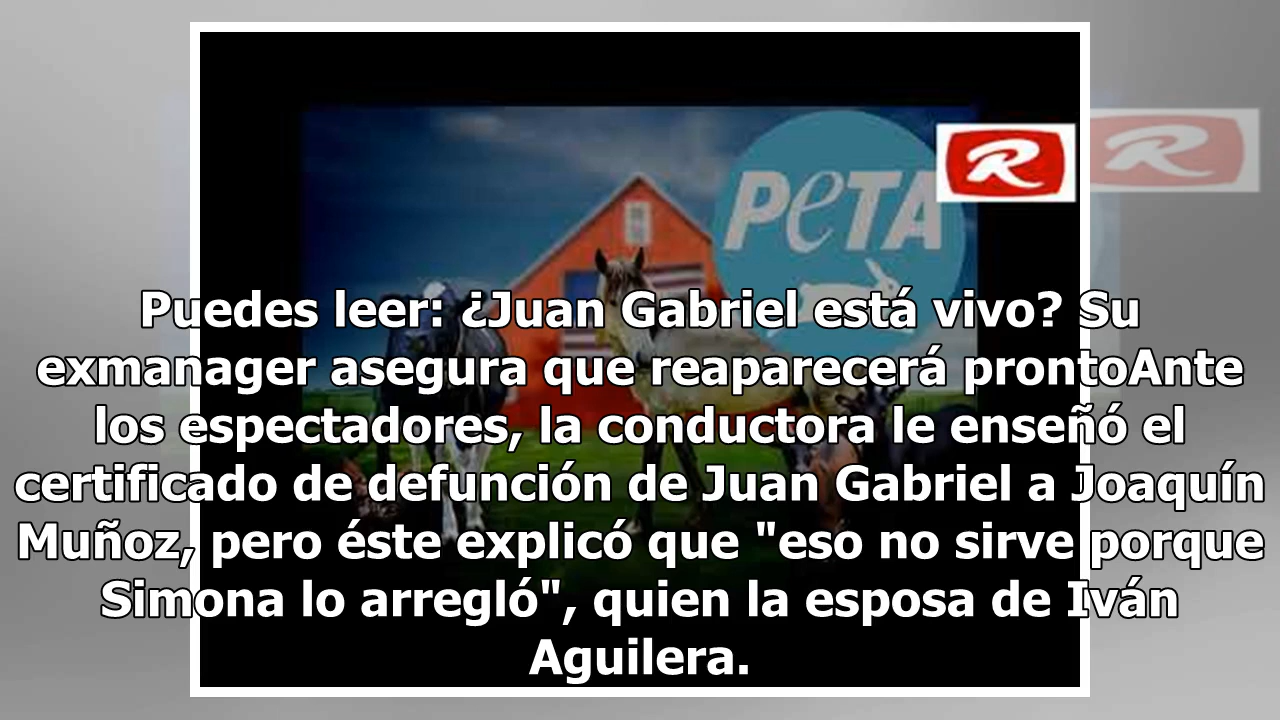 PeTA
R
R
Puedes leer: ¿Juan Gabriel está vivo? Su
exmanager asegura que reaparecerá prontoAnte
los espectadores, la conductora le enseñó el
certificado de defunción de Juan Gabriel a Joaquín
Muñoz, pero éste explicó que "eso no sirve porque
Simona lo arregló", quien la esposa de Iván
Aguilera.